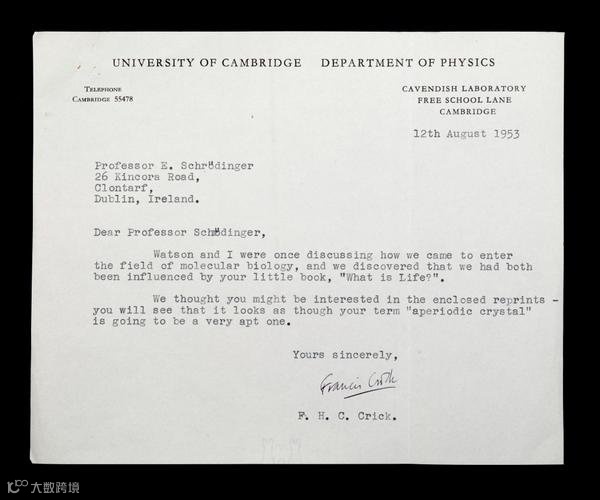 UNIVERSITY OF CAMBRIDGE DEPARTMENT OF PHYSICS
TELEPHONE
CAMBRIDGE 55478
CAVENDISH LABORATORY
FREE SCHOOL LANE
CAMBRIDGE
12th August 1953
Professor E. Schrödinger
26 Kincora Road,
Clontarf,
Dublin, Ireland.
Dear Professor Schrödinger,
Watson and I were once discussing how we came to enter
the field of molecular biology, and we discovered that we had both
been influenced by your little book, "What is Life?".
We thought you might be interested in the enclosed reprints -
you will see that it looks as though your term "aperiodic crystal"
is going to be a very apt one.
Yours sincerely,
Francis Crick
F. H. C. Crick.
大数跨境